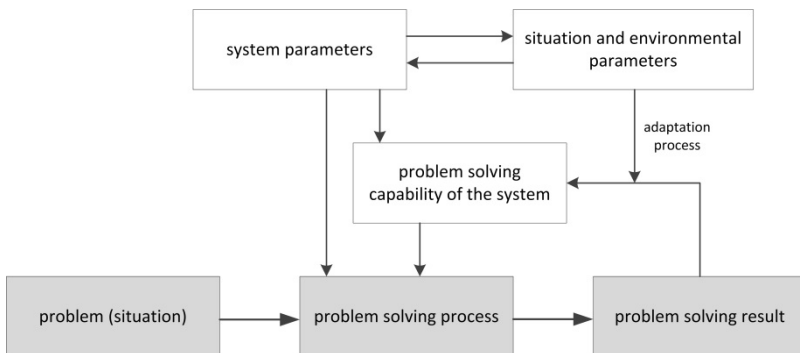 system parameters
situation and environmental
parameters
adaptation
process
problem solving
capability of the system
problem (situation)
problem solving process
problem solving result